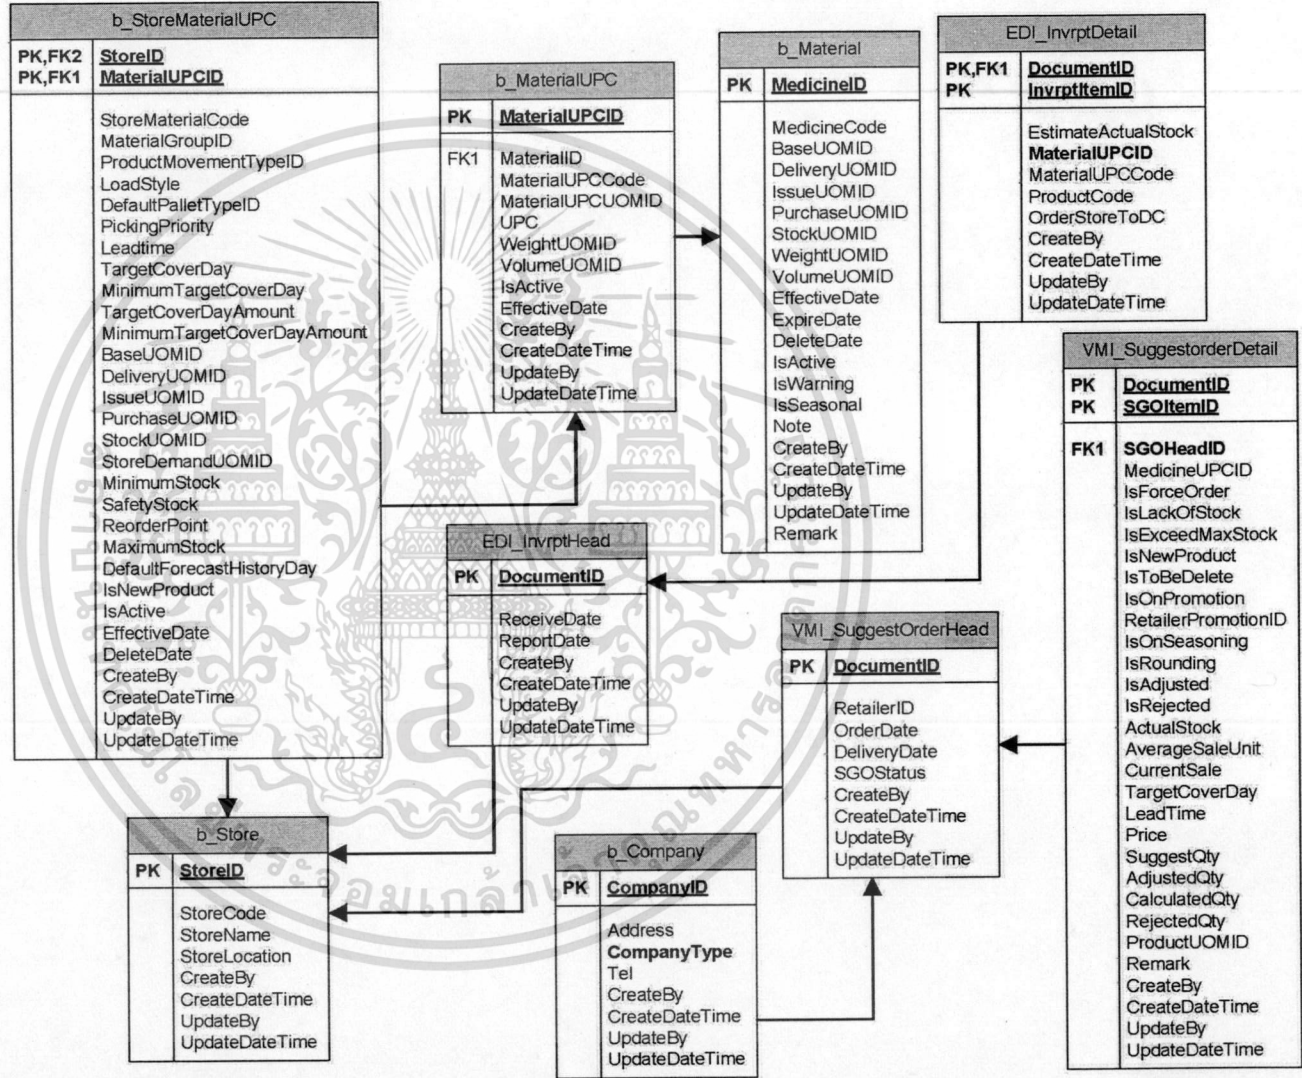 b_StoreMaterialUPC
PK,FK2 StoreID
PK,FK1 MaterialUPCID
StoreMaterialCode
MaterialGroupID
ProductMovementTypeID
LoadStyle
DefaultPalletTypeID
PickingPriority
Leadtime
TargetCoverDay
MinimumTargetCoverDay
TargetCoverDayAmount
MinimumTargetCoverDayAmount
BaseUOMID
DeliveryUOMID
IssueUOMID
PurchaseUOMID
StockUOMID
StoreDemandUOMID
MinimumStock
SafetyStock
ReorderPoint
MaximumStock
DefaultForecastHistoryDay
IsNewProduct
IsActive
EffectiveDate
DeleteDate
CreateBy
CreateDateTime
UpdateBy
UpdateDateTime
b_MaterialUPC
PK MaterialUPCID
FK1 MaterialID
MaterialUPCCode
MaterialUPCUOMID
UPC
WeightUOMID
VolumeUOMID
IsActive
EffectiveDate
CreateBy
CreateDateTime
UpdateBy
UpdateDateTime
b_Material
PK MedicineID
MedicineCode
BaseUOMID
DeliveryUOMID
IssueUOMID
PurchaseUOMID
StockUOMID
WeightUOMID
VolumeUOMID
EffectiveDate
ExpireDate
DeleteDate
IsActive
IsWarning
IsSeasonal
Note
CreateBy
CreateDateTime
UpdateBy
UpdateDateTime
Remark
EDI_InvrptDetail
PK,FK1 DocumentID
PK InvrptItemID
EstimateActualStock
MaterialUPCID
MaterialUPCCode
ProductCode
OrderStoreToDC
CreateBy
CreateDateTime
UpdateBy
UpdateDateTime
EDI_InvrptHead
PK DocumentID
ReceiveDate
ReportDate
CreateBy
CreateDateTime
UpdateBy
UpdateDateTime
VMI_SuggestorderDetail
PK DocumentID
PK SGOItemID
FK1 SGOHeadID
MedicineUPCID
IsForceOrder
IsLackOfStock
IsExceedMaxStock
IsNewProduct
IsToBeDelete
IsOnPromotion
RetailerPromotionID
IsOnSeasoning
IsRounding
IsAdjusted
IsRejected
ActualStock
AverageSaleUnit
CurrentSale
TargetCoverDay
LeadTime
Price
SuggestQty
AdjustedQty
CalculatedQty
RejectedQty
ProductUOMID
Remark
CreateBy
CreateDateTime
UpdateBy
UpdateDateTime
VMI_SuggestOrderHead
PK DocumentID
RetailerID
OrderDate
DeliveryDate
SGOStatus
CreateBy
CreateDateTime
UpdateBy
UpdateDateTime
b_Store
PK StoreID
StoreCode
StoreName
StoreLocation
CreateBy
CreateDateTime
UpdateBy
UpdateDateTime
b_Company
PK CompanyID
Address
CompanyType
Tel
CreateBy
CreateDateTime
UpdateBy
UpdateDateTime